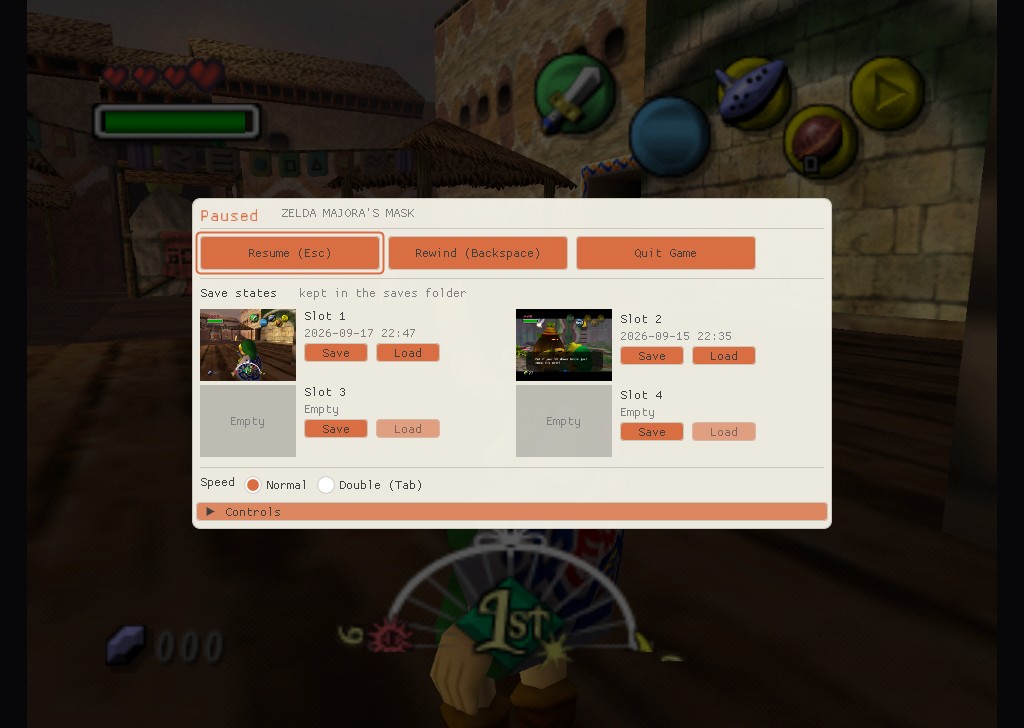 Paused ZELDA MAJORA'S MASK
Resume (Esc) Rewind (Backspace) Quit Game
Save states kept in the saves folder
Slot 1
2026-09-17 22:47
Save Load
Slot 2
2026-09-15 22:35
Save Load
Empty
Slot 3
Empty
Save Load
Empty
Slot 4
Empty
Save Load
Speed Normal Double (Tab)
Controls
1ST
6
000